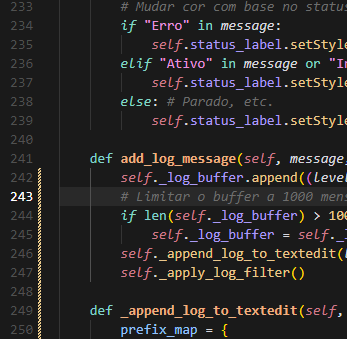 233 # Mudar cor com base no status
234 if "Erro" in message:
235 self.status_label.setStyle
236 elif "Ativo" in message or "In
237 self.status_label.setStyle
238 else: # Parado, etc.
239 self.status_label.setStyle
240
241 def add_log_message(self, message,
242 self._log_buffer.append((level
243 # Limitar o buffer a 1000 mens
244 if len(self._log_buffer) > 100
245 self._log_buffer = self._l
246 self._append_log_to_textedit(
247 self._apply_log_filter()
248
249 def _append_log_to_textedit(self,
250 prefix_map = {